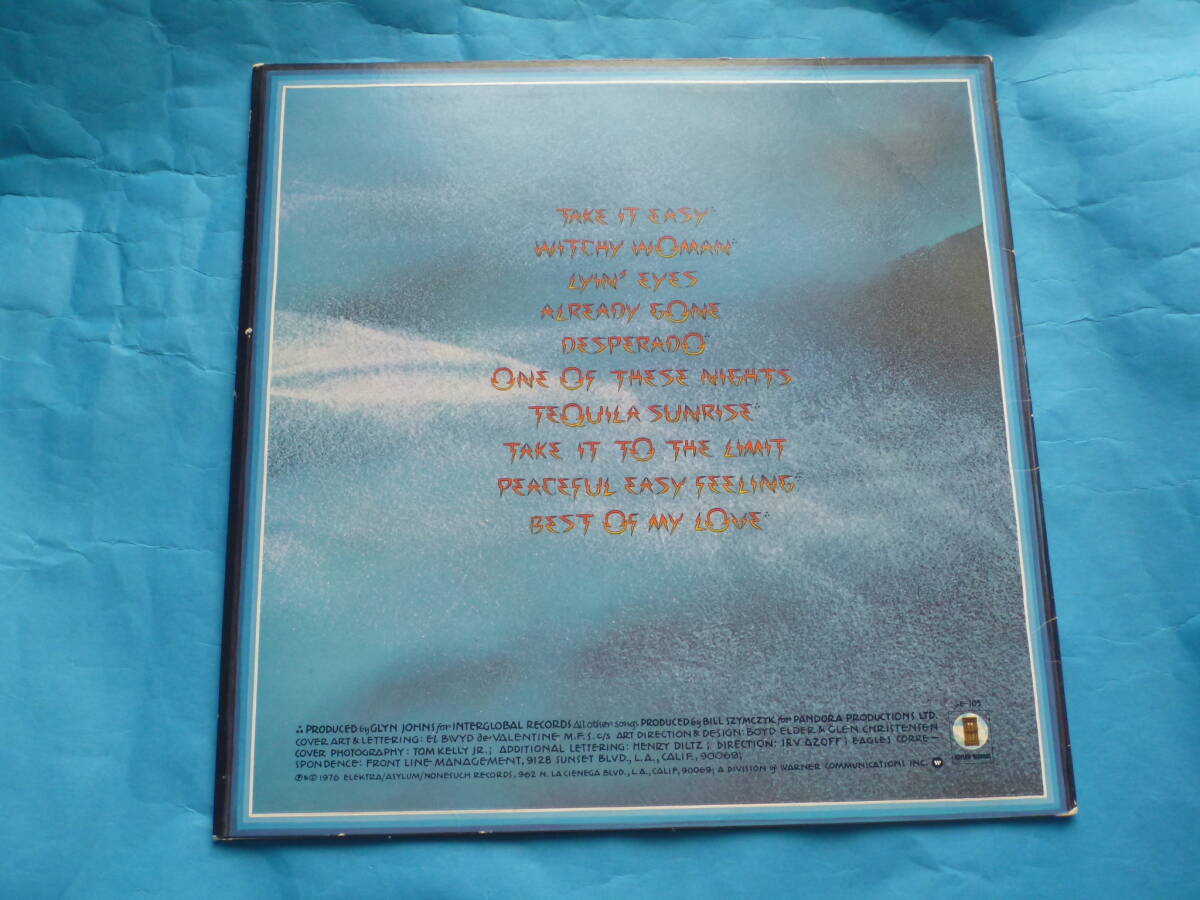 TAKE IT EASY∴
WITCHY WOMAN∴
LYIN' EYES
ALREADY GONE
DESPERADO∴
ONE OF THESE NIGHTS
TEQUILA SUNRISE∴
TAKE IT TO THE LIMIT
PEACEFUL EASY FEELING∴
BEST OF MY LOVE∴
∴ PRODUCED by GLYN JOHNS for INTERGLOBAL RECORDS All other songs PRODUCED by BILL SZYMCZYK for PANDORA PRODUCTIONS LTD.
COVER ART & LETTERING: EL BWYD de-VALENTINE- M.F.S. c/s ART DIRECTION & DESIGN: BOYD ELDER & GLEN CHRISTENSEN
COVER PHOTOGRAPHY: TOM KELLY JR.; ADDITIONAL LETTERING: HENRY DILTZ; DIRECTION: IRV AZOFF; EAGLES CORRE-
SPONDENCE: FRONT LINE-MANAGEMENT, 9128 SUNSET BLVD., L.A., CALIF., 90069;
℗&© 1976 ELEKTRA/ASYLUM/NONESUCH RECORDS, 962 N. LA CIENEGA BLVD., L.A., CALIF, 90069; A DIVISION of WARNER COMMUNICATIONS INC.
6E-105
ASYLUM RECORDS